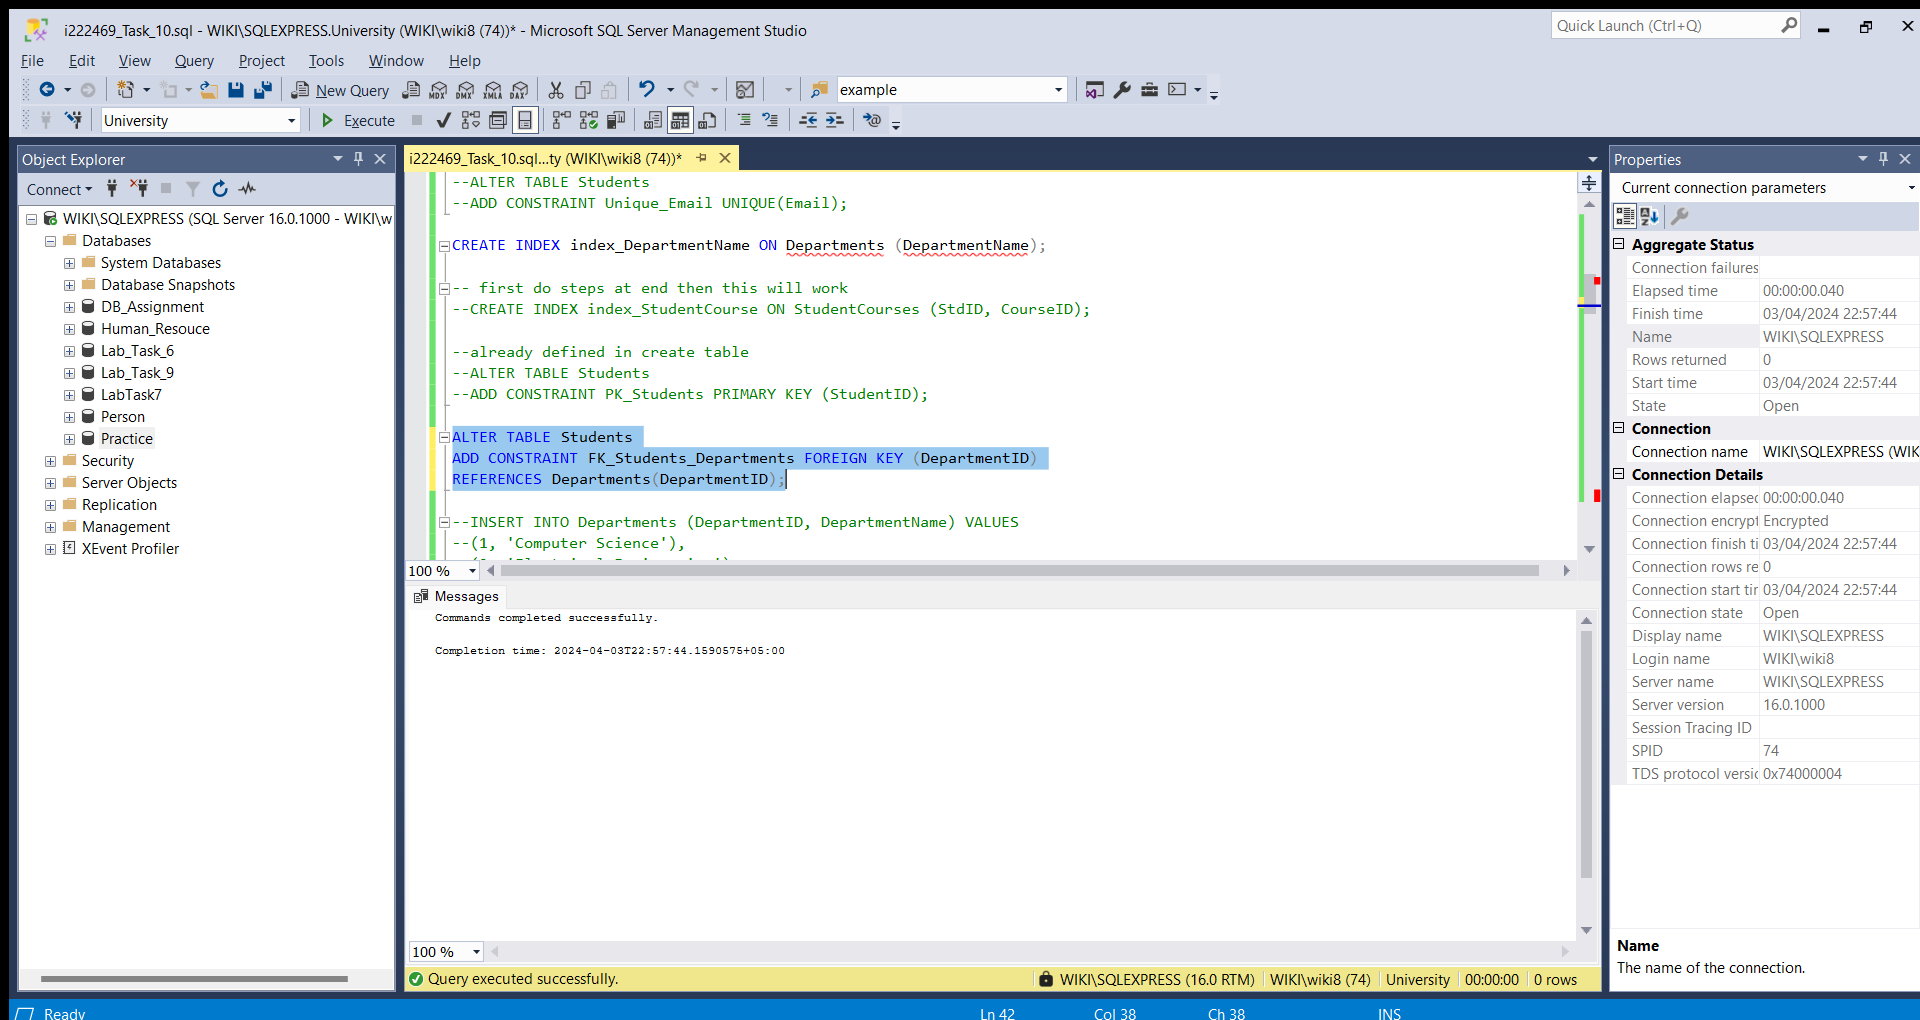 i222469_Task_10.sql - WIKI\SQLEXPRESS.University (WIKI\wiki8 (74))* - Microsoft SQL Server Management Studio
Quick Launch (Ctrl+Q)
File Edit View Query Project Tools Window Help
New Query MDX DMX XMLA DAX example
University Execute
Object Explorer
Connect
WIKI\SQLEXPRESS (SQL Server 16.0.1000 - WIKI\w
Databases
System Databases
Database Snapshots
DB_Assignment
Human_Resouce
Lab_Task_6
Lab_Task_9
LabTask7
Person
Practice
Security
Server Objects
Replication
Management
XEvent Profiler
i222469_Task_10.sql...ty (WIKI\wiki8 (74))*
--ALTER TABLE Students
--ADD CONSTRAINT Unique_Email UNIQUE(Email);
CREATE INDEX index_DepartmentName ON Departments (DepartmentName);
-- first do steps at end then this will work
--CREATE INDEX index_StudentCourse ON StudentCourses (StdID, CourseID);
--already defined in create table
--ALTER TABLE Students
--ADD CONSTRAINT PK_Students PRIMARY KEY (StudentID);
ALTER TABLE Students
ADD CONSTRAINT FK_Students_Departments FOREIGN KEY (DepartmentID)
REFERENCES Departments(DepartmentID);
--INSERT INTO Departments (DepartmentID, DepartmentName) VALUES
--(1, 'Computer Science'),
100 %
Messages
Commands completed successfully.
Completion time: 2024-04-03T22:57:44.1590575+05:00
100 %
Query executed successfully. WIKI\SQLEXPRESS (16.0 RTM) WIKI\wiki8 (74) University 00:00:00 0 rows
Properties
Current connection parameters
Aggregate Status
Connection failures
Elapsed time 00:00:00.040
Finish time 03/04/2024 22:57:44
Name WIKI\SQLEXPRESS
Rows returned 0
Start time 03/04/2024 22:57:44
State Open
Connection
Connection name WIKI\SQLEXPRESS (WIK
Connection Details
Connection elapsec 00:00:00.040
Connection encrypt Encrypted
Connection finish ti 03/04/2024 22:57:44
Connection rows re 0
Connection start tir 03/04/2024 22:57:44
Connection state Open
Display name WIKI\SQLEXPRESS
Login name WIKI\wiki8
Server name WIKI\SQLEXPRESS
Server version 16.0.1000
Session Tracing ID
SPID 74
TDS protocol versic 0x74000004
Name
The name of the connection.
Ready Ln 42 Col 38 Ch 38 INS